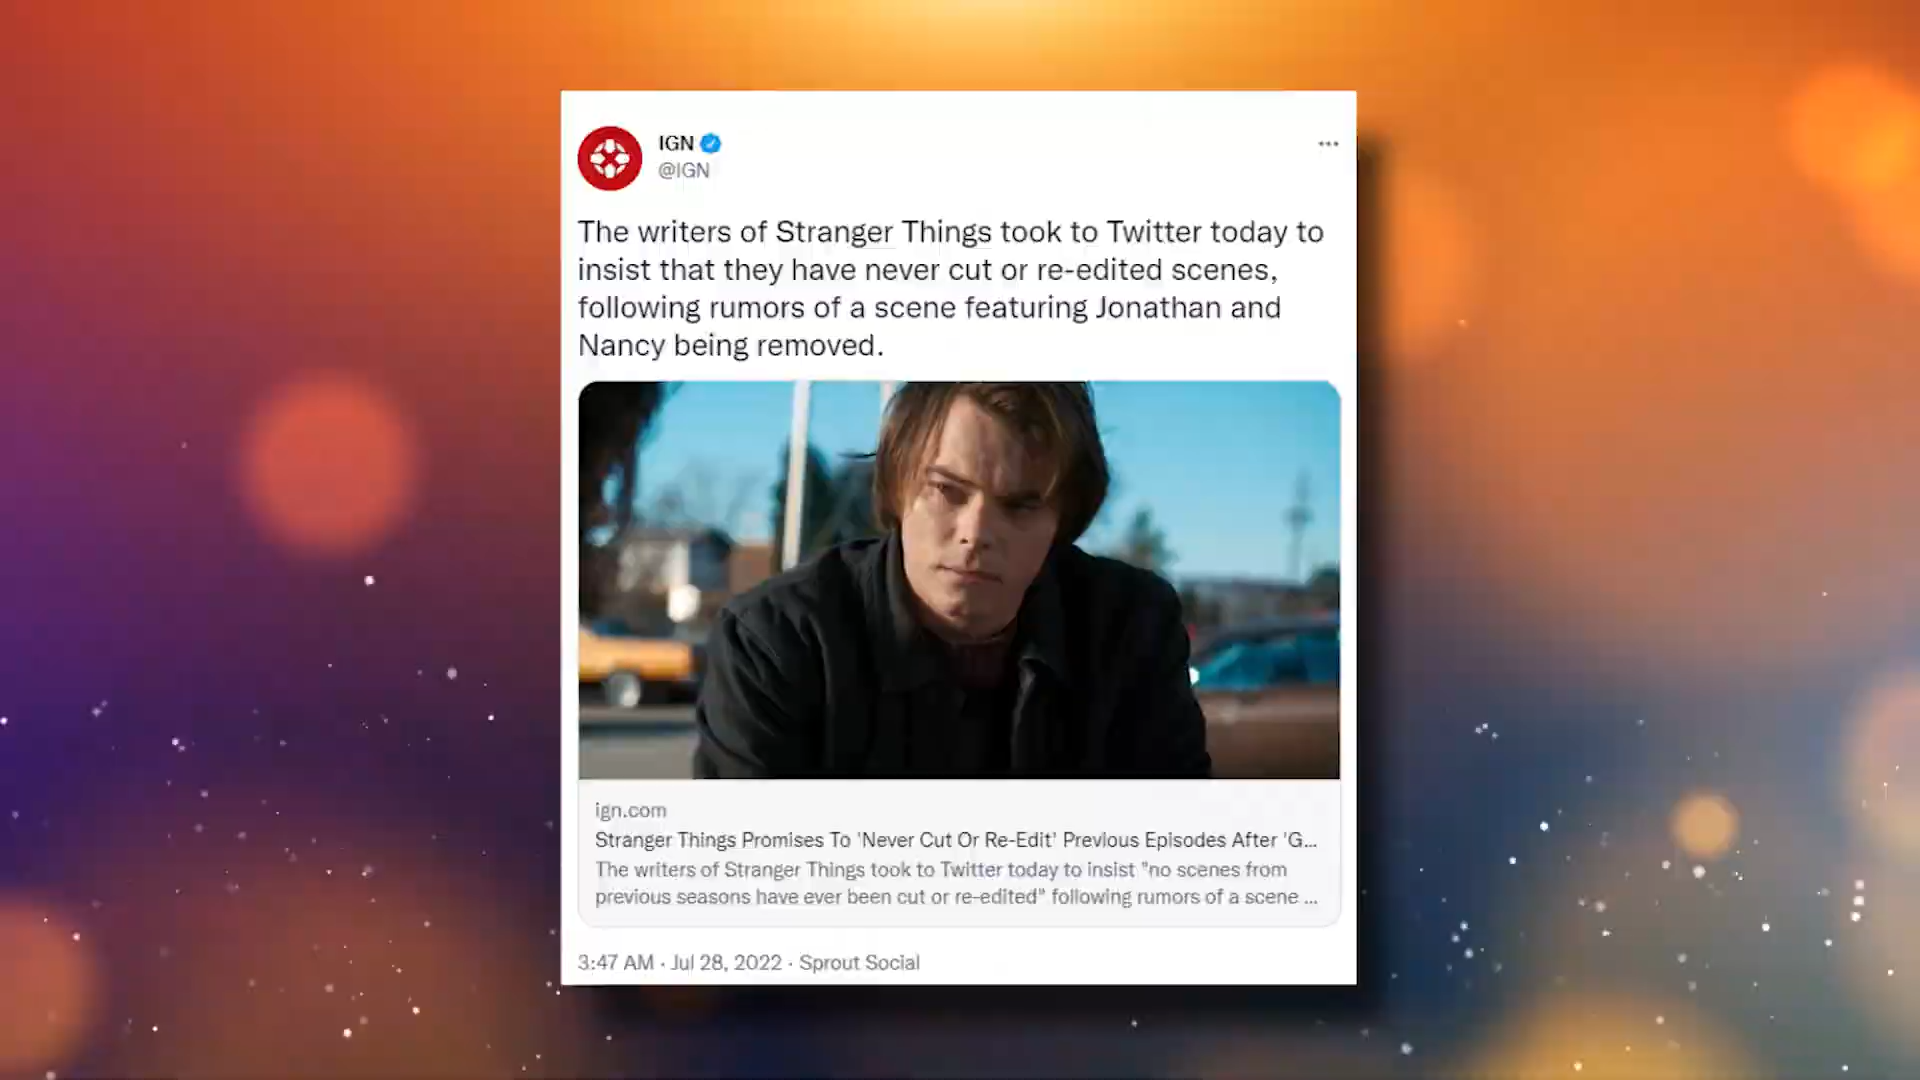 IGN
@IGN
The writers of Stranger Things took to Twitter today to
insist that they have never cut or re-edited scenes,
following rumors of a scene featuring Jonathan and
Nancy being removed.
ign.com
Stranger Things Promises To 'Never Cut Or Re-Edit' Previous Episodes After 'G...
The writers of Stranger Things took to Twitter today to insist "no scenes from
previous seasons have ever been cut or re-edited" following rumors of a scene ...
3:47 AM · Jul 28, 2022 · Sprout Social